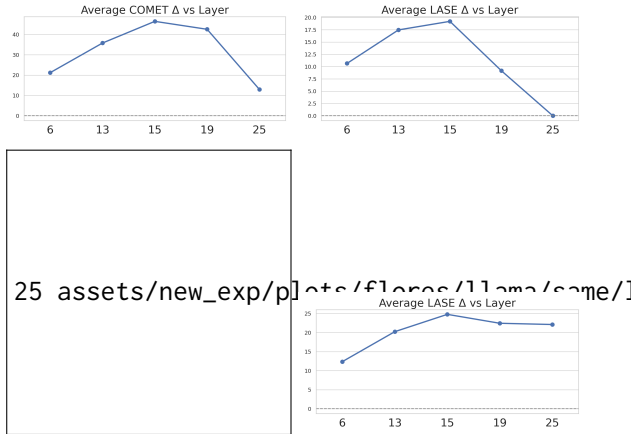 Average COMET Δ vs Layer
40
30
20
10
0
6 13 15 19 25
Average LASE Δ vs Layer
20.0
17.5
15.0
12.5
10.0
7.5
5.0
2.5
0.0
6 13 15 19 25
25 assets/new_exp/plots/flores/llama/same/
Average LASE Δ vs Layer
25
20
15
10
5
0
6 13 15 19 25